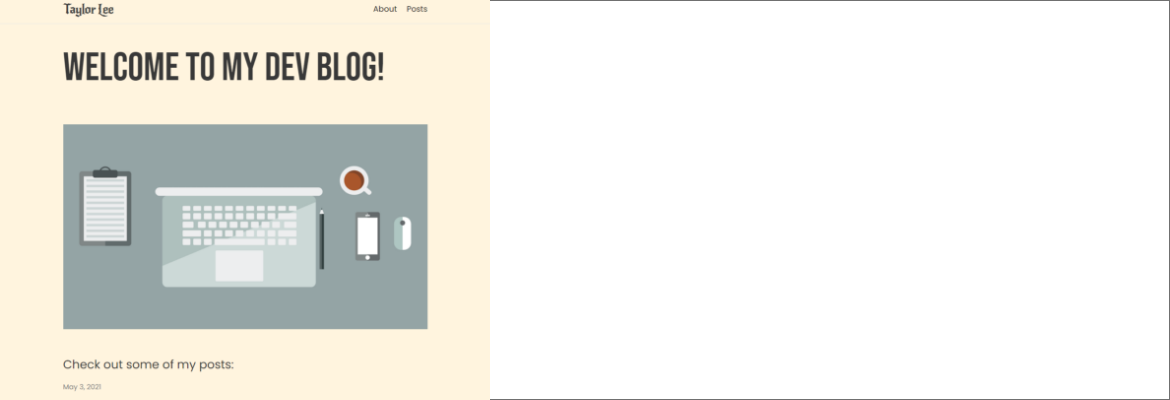 Taylor Lee
About Posts
WELCOME TO MY DEV BLOG!
Check out some of my posts:
May 3, 2021